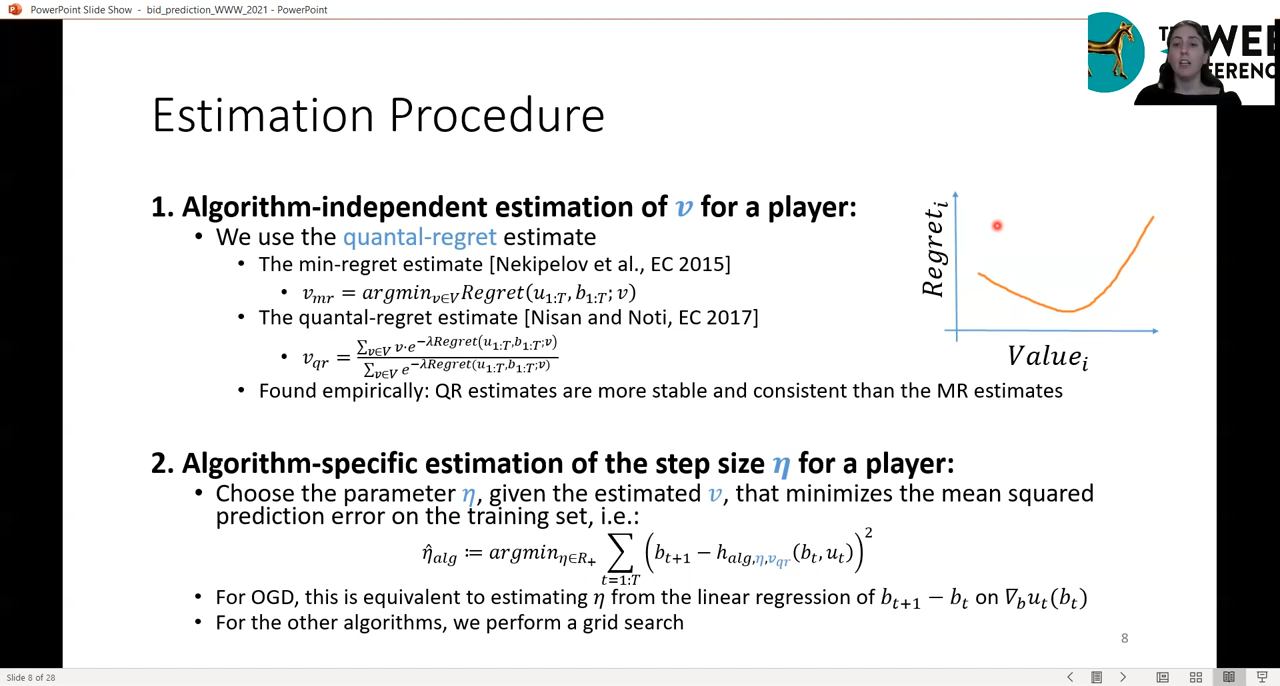 PowerPoint Slide Show - bid_prediction_WWW_2021 - PowerPoint
Estimation Procedure
1. Algorithm-independent estimation of v for a player:
• We use the quantal-regret estimate
• The min-regret estimate [Nekipelov et al., EC 2015]
• v_mr = argmin_{v∈V} Regret(u_{1:T}, b_{1:T}; v)
• The quantal-regret estimate [Nisan and Noti, EC 2017]
• v_qr = \frac{∑_{v∈V} v·e^{−λRegret(u_{1:T},b_{1:T};v)}}{∑_{v∈V} e^{−λRegret(u_{1:T},b_{1:T};v)}}
• Found empirically: QR estimates are more stable and consistent than the MR estimates
Regret_i
Value_i
2. Algorithm-specific estimation of the step size η for a player:
• Choose the parameter η, given the estimated v, that minimizes the mean squared
prediction error on the training set, i.e.:
η̂_alg ≔ argmin_{η∈R_+} ∑_{t=1:T} (b_{t+1} − h_{alg,η,v_qr}(b_t, u_t))^2
• For OGD, this is equivalent to estimating η from the linear regression of b_{t+1} − b_t on ∇_b u_t(b_t)
• For the other algorithms, we perform a grid search
8
Slide 8 of 28